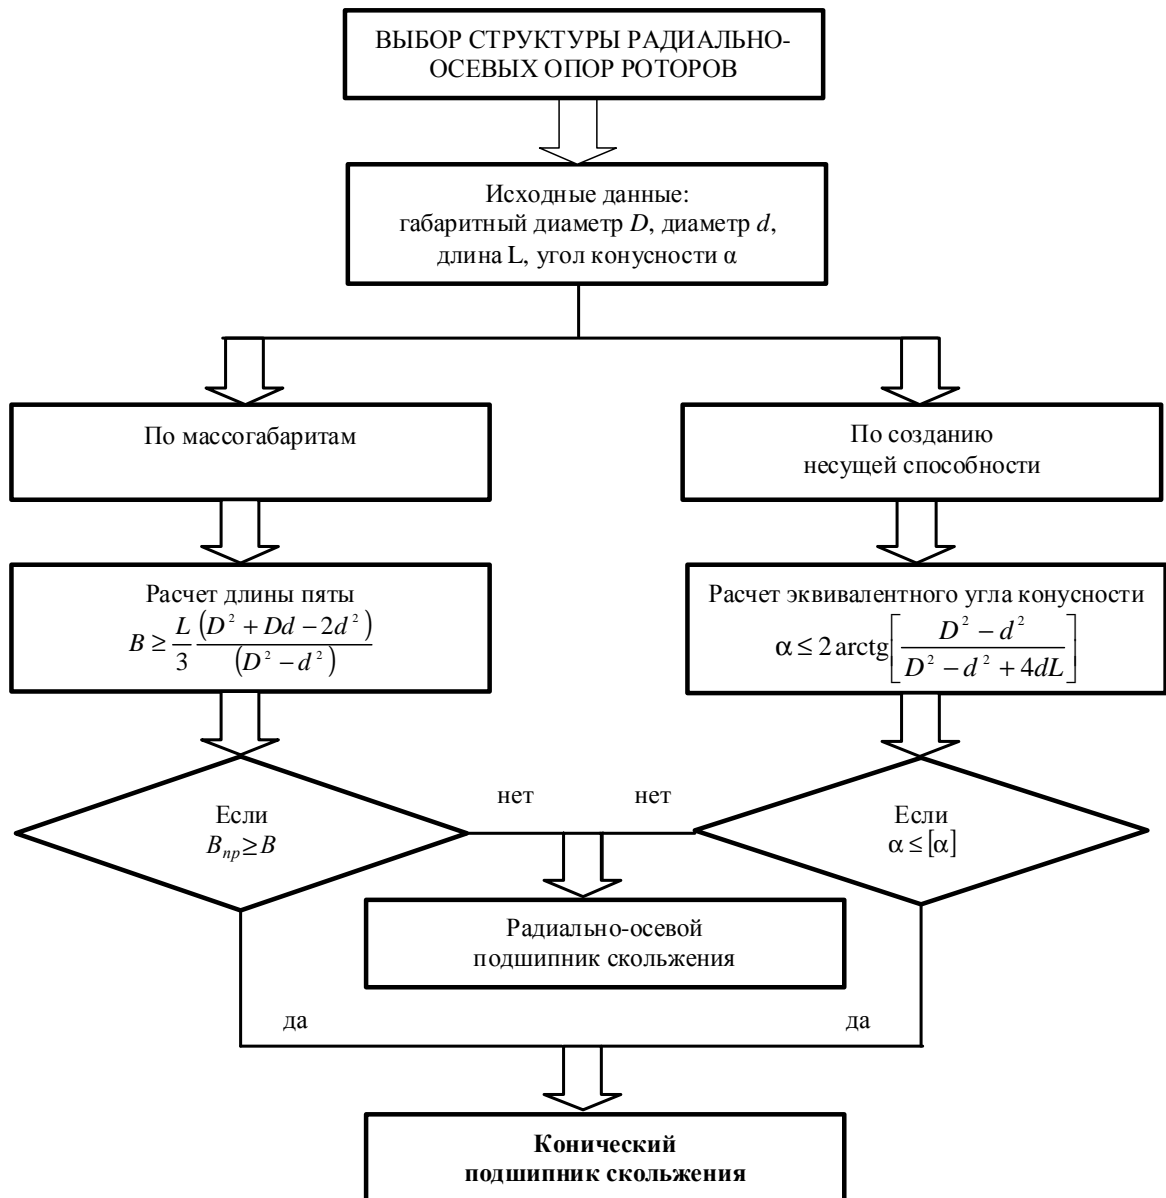 ВЫБОР СТРУКТУРЫ РАДИАЛЬНО-
ОСЕВЫХ ОПОР РОТОРОВ
Исходные данные:
габаритный диаметр D, диаметр d,
длина L, угол конусности α
По массогабаритам
По созданию
несущей способности
Расчет длины пяты
B ≥ L/3 (D² + Dd − 2d²)/(D² − d²)
Расчет эквивалентного угла конусности
α ≤ 2 arctg[(D² − d²)/(D² − d² + 4dL)]
Если
Bпр≥B
нет
нет
Если
α ≤ [α]
Радиально-осевой
подшипник скольжения
да
да
Конический
подшипник скольжения